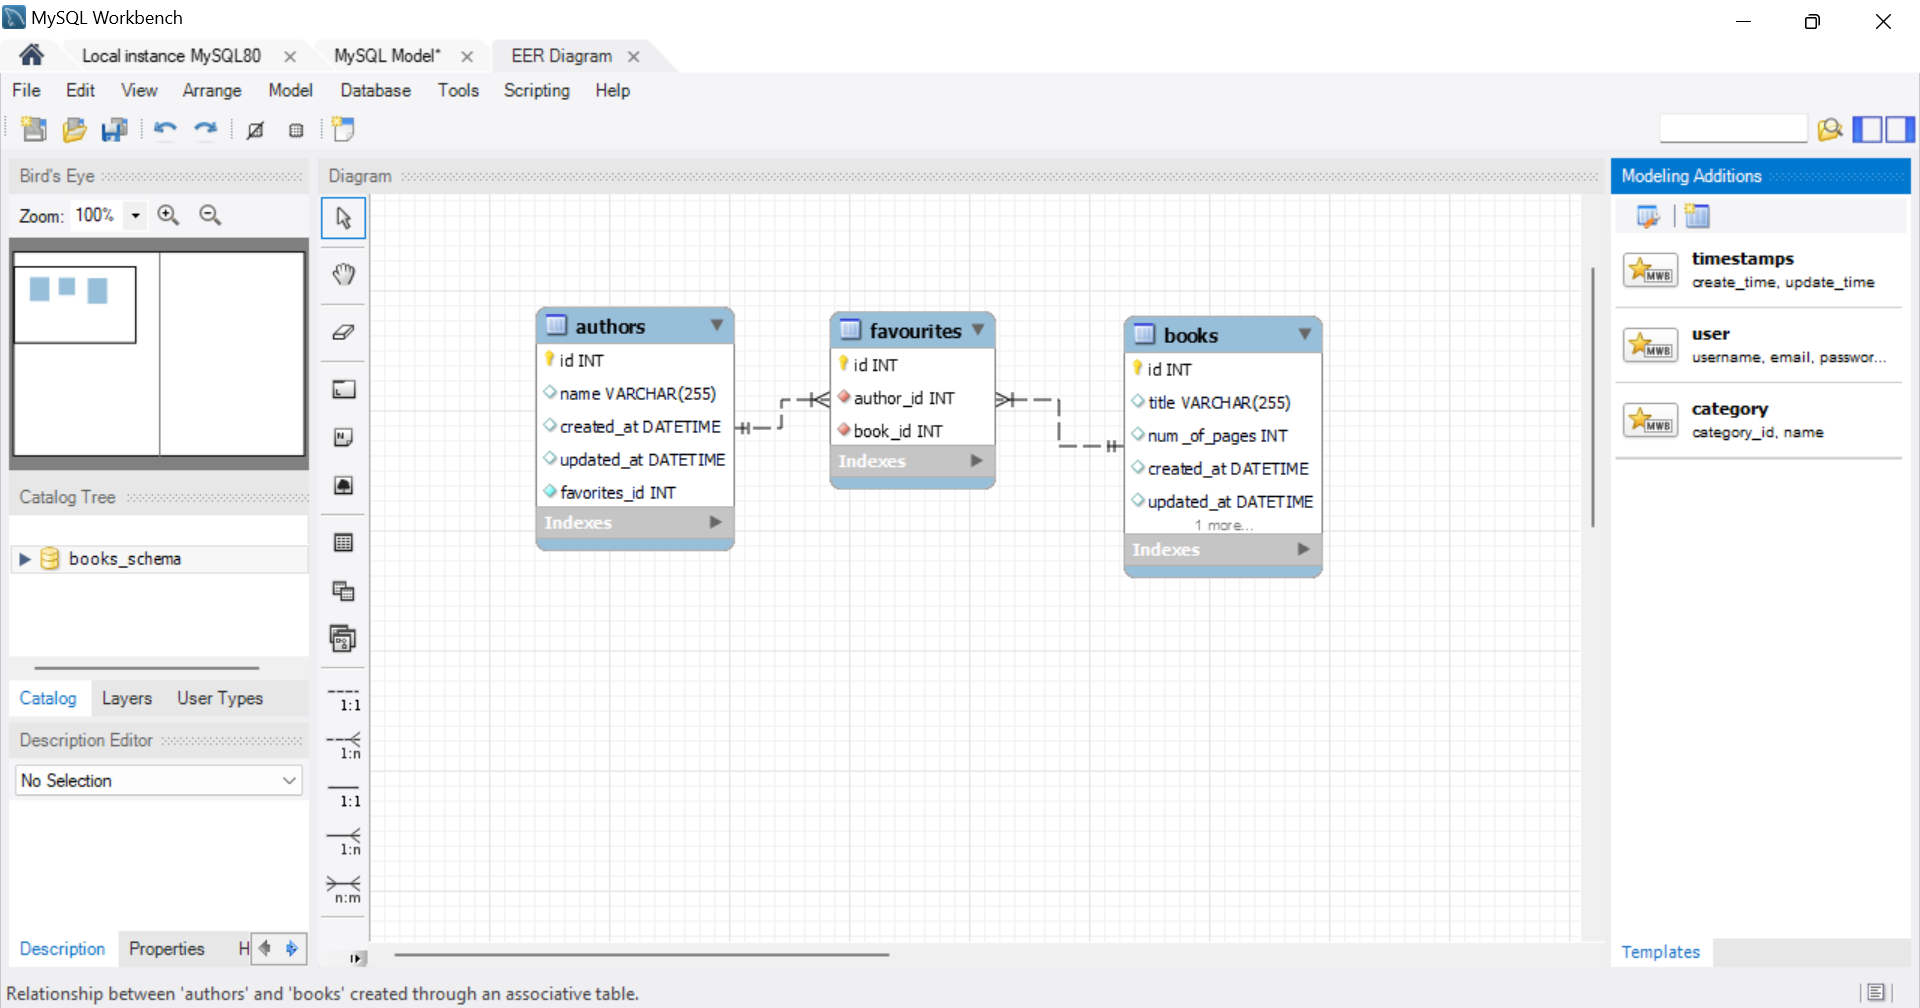 MySQL Workbench
Local instance MySQL80
MySQL Model*
EER Diagram
File Edit View Arrange Model Database Tools Scripting Help
Bird's Eye
Zoom: 100%
Catalog Tree
books_schema
Catalog Layers User Types
Description Editor
No Selection
Description Properties H
Diagram
1:1
1:n
1:1
1:n
n:m
authors
id INT
name VARCHAR(255)
created_at DATETIME
updated_at DATETIME
favorites_id INT
Indexes
favourites
id INT
author_id INT
book_id INT
Indexes
books
id INT
title VARCHAR(255)
num _of_pages INT
created_at DATETIME
updated_at DATETIME
1 more...
Indexes
Modeling Additions
MWB
timestamps
create_time, update_time
MWB
user
username, email, passwor...
MWB
category
category_id, name
Templates
Relationship between 'authors' and 'books' created through an associative table.